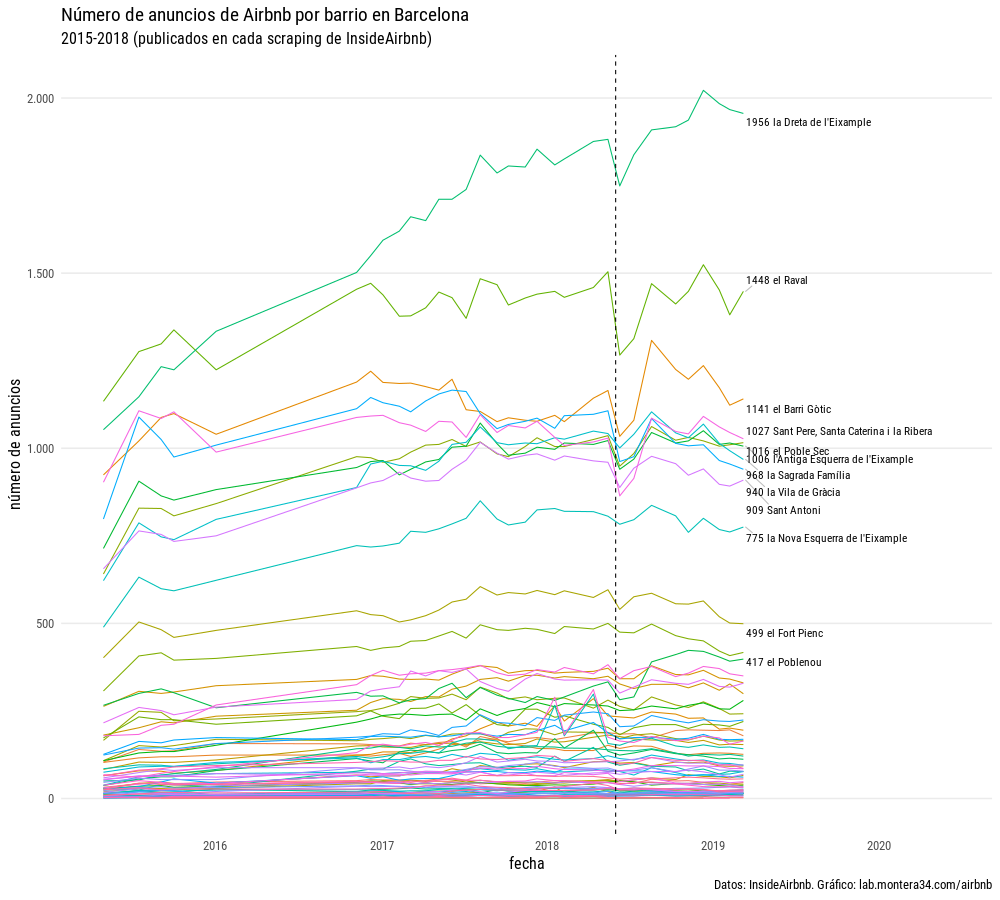 Número de anuncios de Airbnb por barrio en Barcelona
2015-2018 (publicados en cada scraping de InsideAirbnb)
número de anuncios
2.000
1.500
1.000
500
0
1956 la Dreta de l'Eixample
1448 el Raval
1141 el Barri Gòtic
1027 Sant Pere, Santa Caterina i la Ribera
1016 el Poble Sec
1006 l'Antiga Esquerra de l'Eixample
968 la Sagrada Família
940 la Vila de Gràcia
909 Sant Antoni
775 la Nova Esquerra de l'Eixample
499 el Fort Pienc
417 el Poblenou
2016 2017 2018 2019 2020
fecha
Datos: InsideAirbnb. Gráfico: lab.montera34.com/airbnb